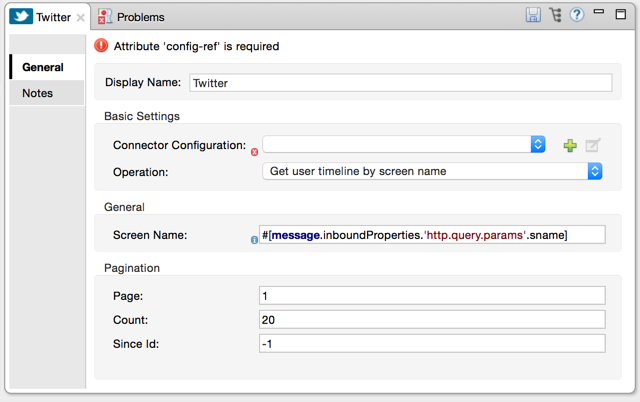 Twitter
Problems
Attribute 'config-ref' is required
General
Notes
Display Name: Twitter
Basic Settings
Connector Configuration:
Operation: Get user timeline by screen name
General
Screen Name: #[message.inboundProperties.'http.query.params'.sname]
Pagination
Page: 1
Count: 20
Since Id: -1